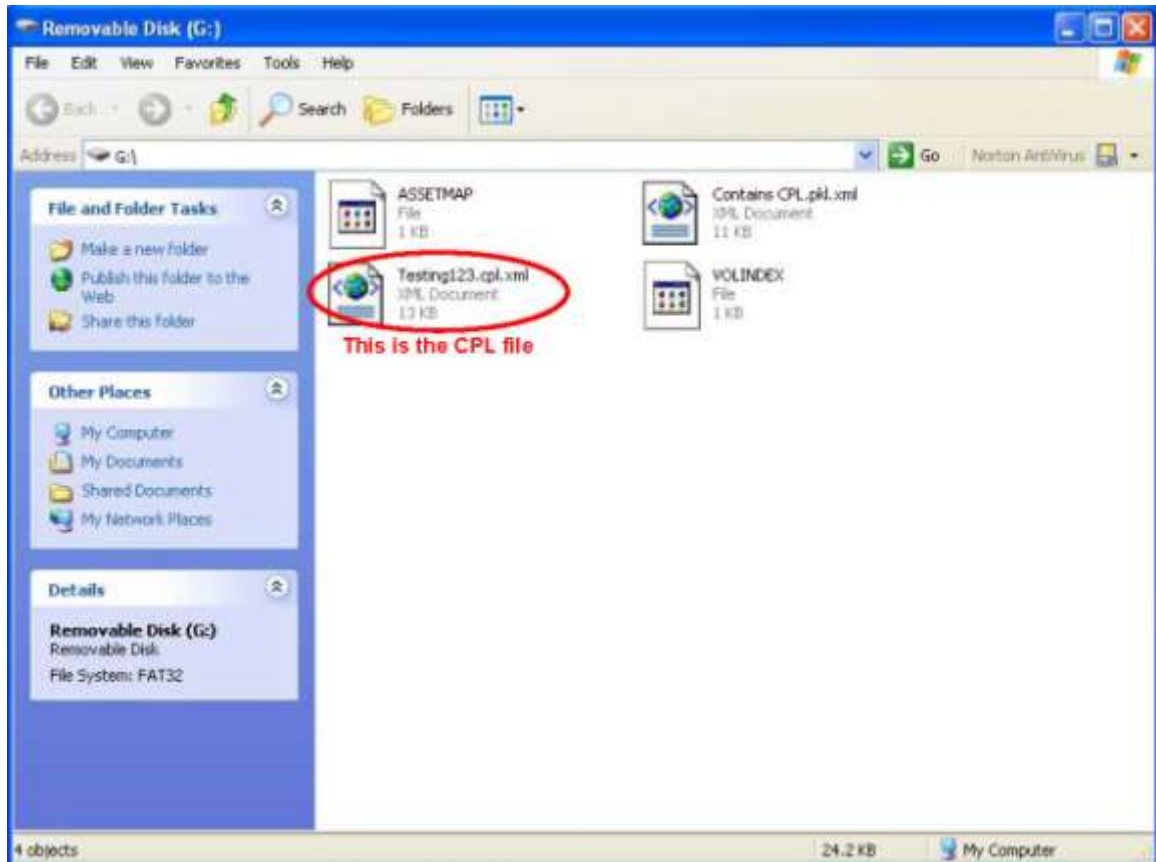 Removable Disk (G:)
File Edit View Favorites Tools Help
Back Search Folders
Address G:\ Go Norton AntiVirus
File and Folder Tasks
Make a new folder
Publish this folder to the
Web
Share this folder
Other Places
My Computer
My Documents
Shared Documents
My Network Places
Details
Removable Disk (G:)
Removable Disk
File System: FAT32
ASSETMAP
File
1 KB
Contains CPL.pkl.xml
XML Document
11 KB
Testing123.cpl.xml
XML Document
13 KB
VOLINDEX
File
1 KB
This is the CPL file
4 objects 24.2 KB My Computer